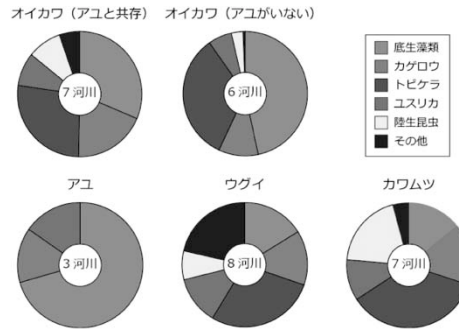 オイカワ（アユと共存）
オイカワ（アユがいない）
7河川
6河川
底生藻類
カゲロウ
トビケラ
ユスリカ
陸生昆虫
その他
アユ
ウグイ
カワムツ
3河川
8河川
7河川